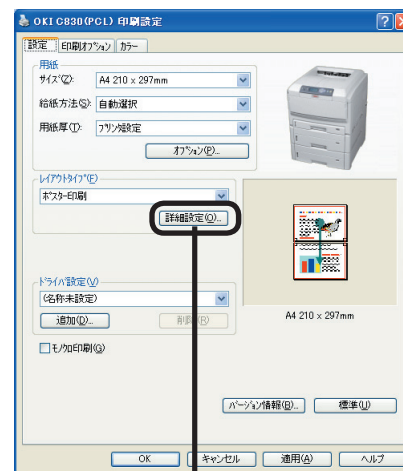 OKI C830(PCL) 印刷設定
設定 印刷オプション カラー
用紙
サイズ(Z): A4 210 x 297mm
給紙方法(S): 自動選択
用紙厚(T): プリンタ設定
オプション(P)...
レイアウトタイプ(E)
ポスター印刷
詳細設定(O)...
ドライバ設定(V)
(名称未設定)
追加(D)... 削除(R)
A4 210 x 297mm
モノクロ印刷(G)
バージョン情報(B)... 標準(U)
OK キャンセル 適用(A) ヘルプ